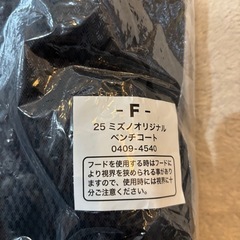 - F -
25 ミズノオリジナル
ベンチコート
0409-4540
フードを使用する時はフードに
より視界を狭められる事があり
ますので、使用時には視界に十
分ご注意ください。